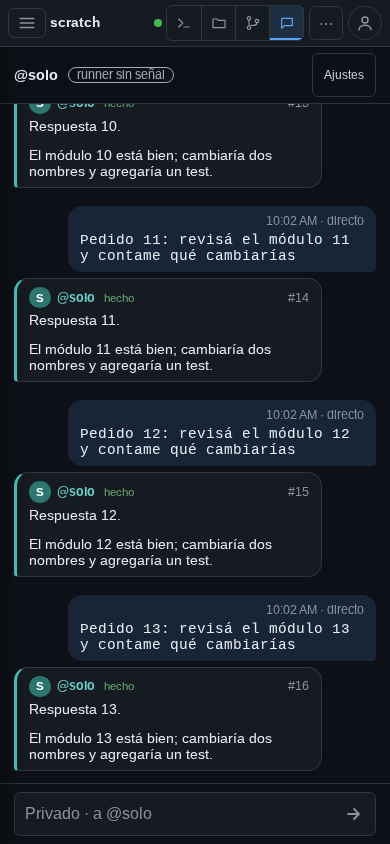 scratch
@solo runner sin señal Ajustes
S @solo hecho #13
Respuesta 10.
El módulo 10 está bien; cambiaría dos
nombres y agregaría un test.
10:02 AM · directo
Pedido 11: revisá el módulo 11
y contame qué cambiarías
S @solo hecho #14
Respuesta 11.
El módulo 11 está bien; cambiaría dos
nombres y agregaría un test.
10:02 AM · directo
Pedido 12: revisá el módulo 12
y contame qué cambiarías
S @solo hecho #15
Respuesta 12.
El módulo 12 está bien; cambiaría dos
nombres y agregaría un test.
10:02 AM · directo
Pedido 13: revisá el módulo 13
y contame qué cambiarías
S @solo hecho #16
Respuesta 13.
El módulo 13 está bien; cambiaría dos
nombres y agregaría un test.
Privado · a @solo